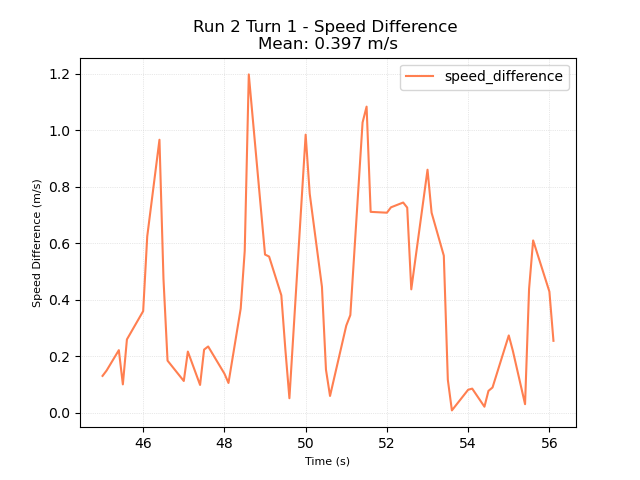 Run 2 Turn 1 - Speed Difference
Mean: 0.397 m/s
speed_difference
1.2
1.0
0.8
0.6
0.4
0.2
0.0
Speed Difference (m/s)
46 48 50 52 54 56
Time (s)